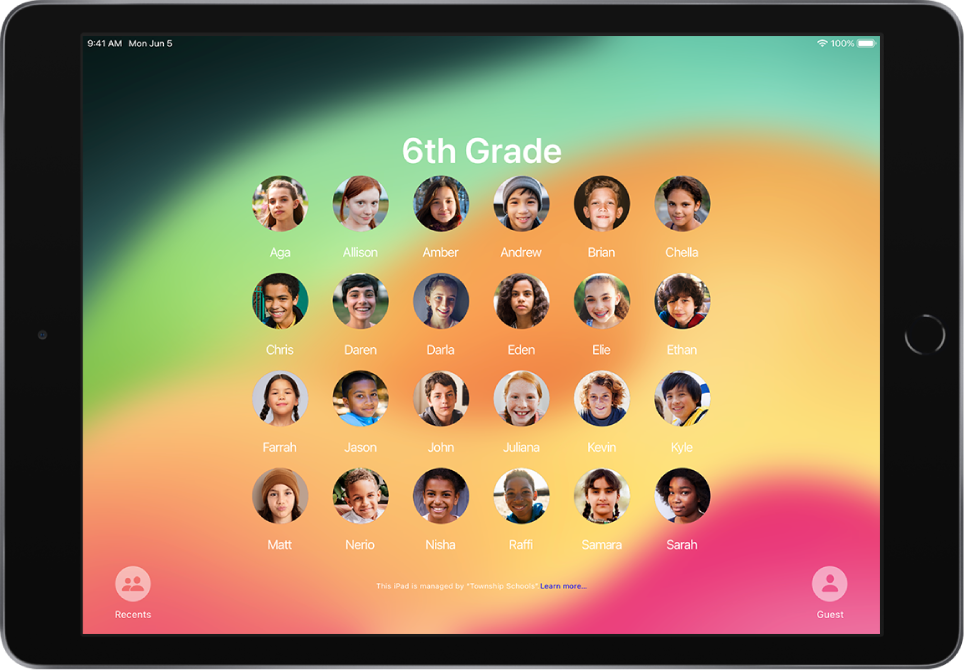 9:41 AM Mon Jun 5 100%
6th Grade
Aga Allison Amber Andrew Brian Chella
Chris Daren Darla Eden Elie Ethan
Farrah Jason John Juliana Kevin Kyle
Matt Nerio Nisha Raffi Samara Sarah
This iPad is managed by "Township Schools" Learn more...
Recents Guest